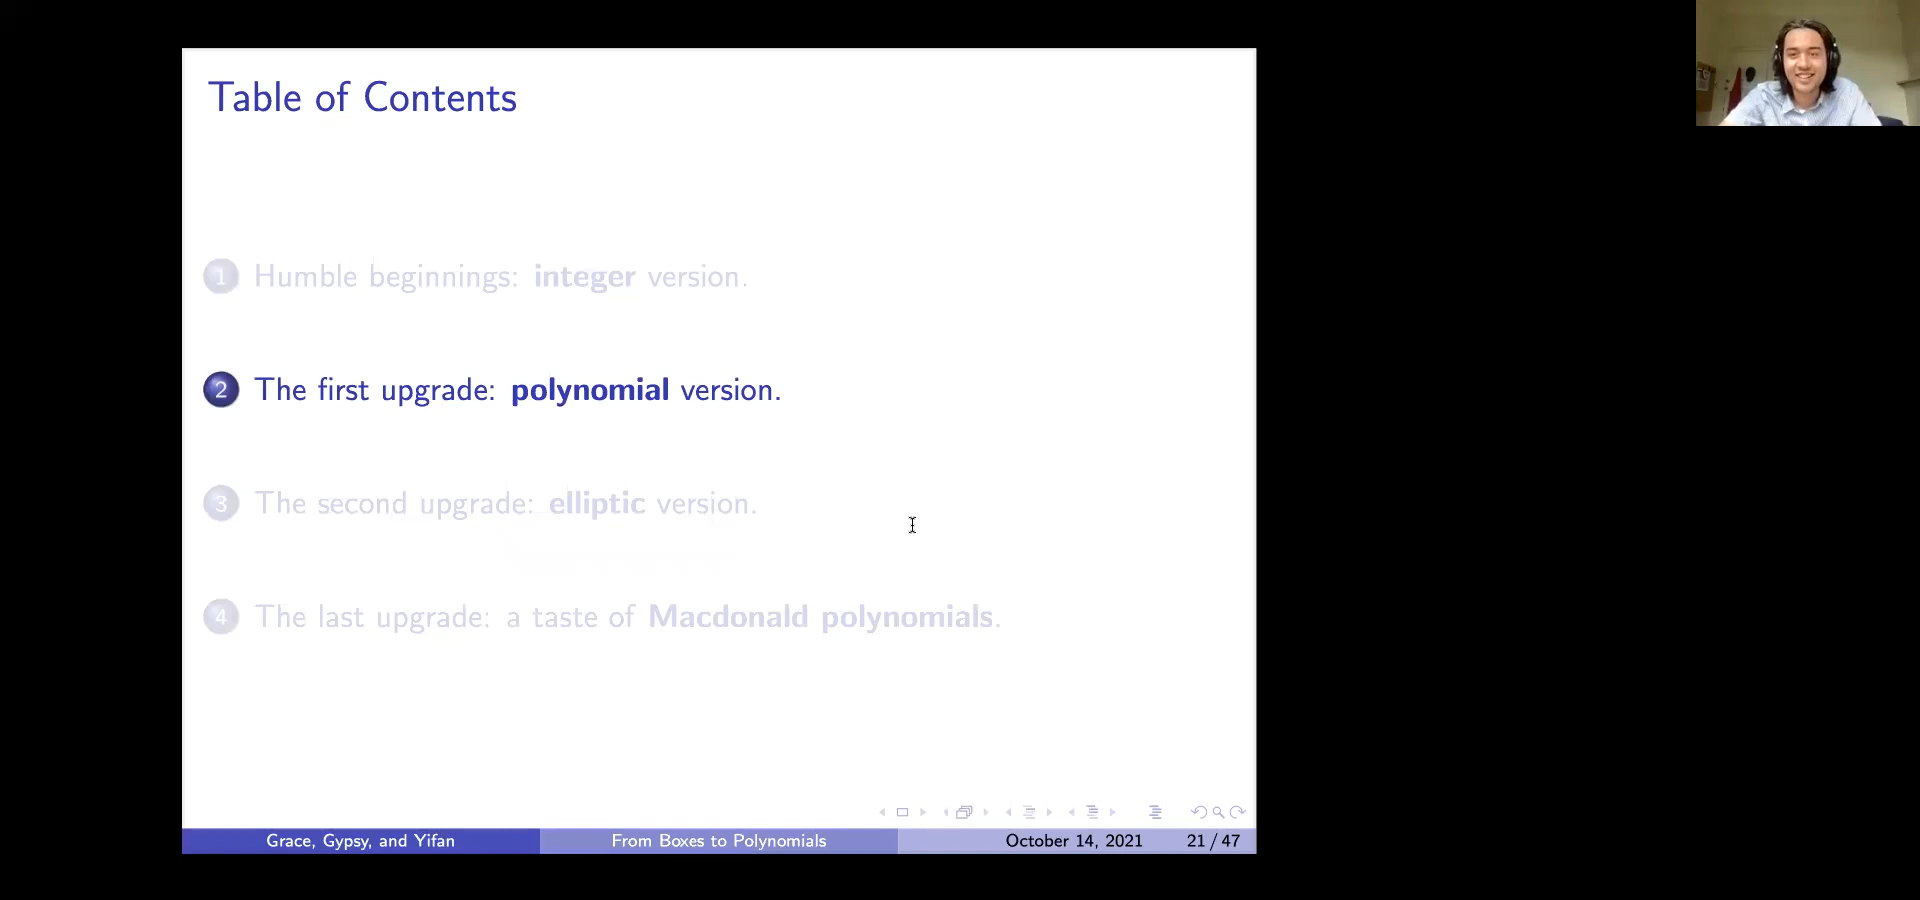 Table of Contents
1 Humble beginnings: integer version.
2 The first upgrade: polynomial version.
3 The second upgrade: elliptic version.
4 The last upgrade: a taste of Macdonald polynomials.
Grace, Gypsy, and Yifan From Boxes to Polynomials October 14, 2021 21 / 47